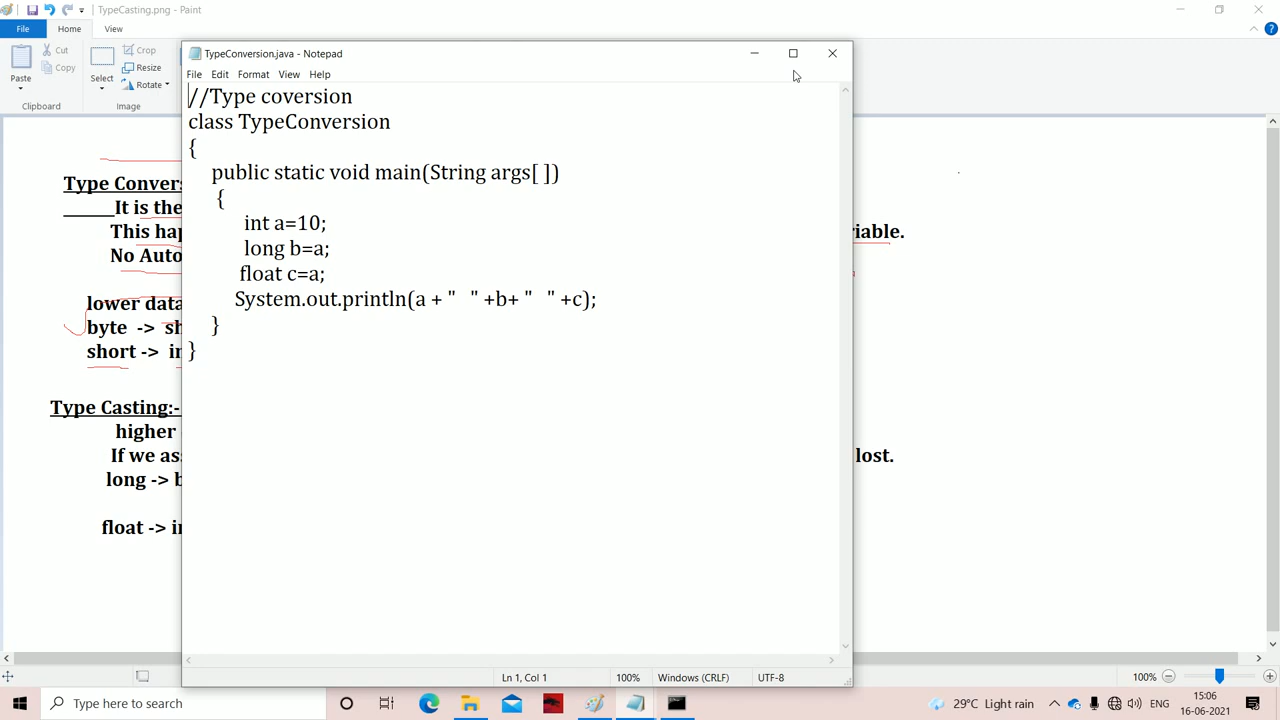 TypeCasting.png - Paint
File Home View
Paste
Clipboard
Cut
Copy
Select
Crop
Resize
Rotate
Image
TypeConversion.java - Notepad
File Edit Format View Help
//Type coversion
class TypeConversion
{
public static void main(String args[ ])
{
int a=10;
long b=a;
float c=a;
System.out.println(a + "   " +b+ "   " +c);
}
}
Ln 1, Col 1 100% Windows (CRLF) UTF-8
Type Convers
It is the
This hap
riable.
No Auto
lower data
byte -> sh
short -> in
Type Casting:-
higher
If we as
lost.
long -> b
float -> in
100%
Type here to search
29°C Light rain
ENG
15:06
16-06-2021